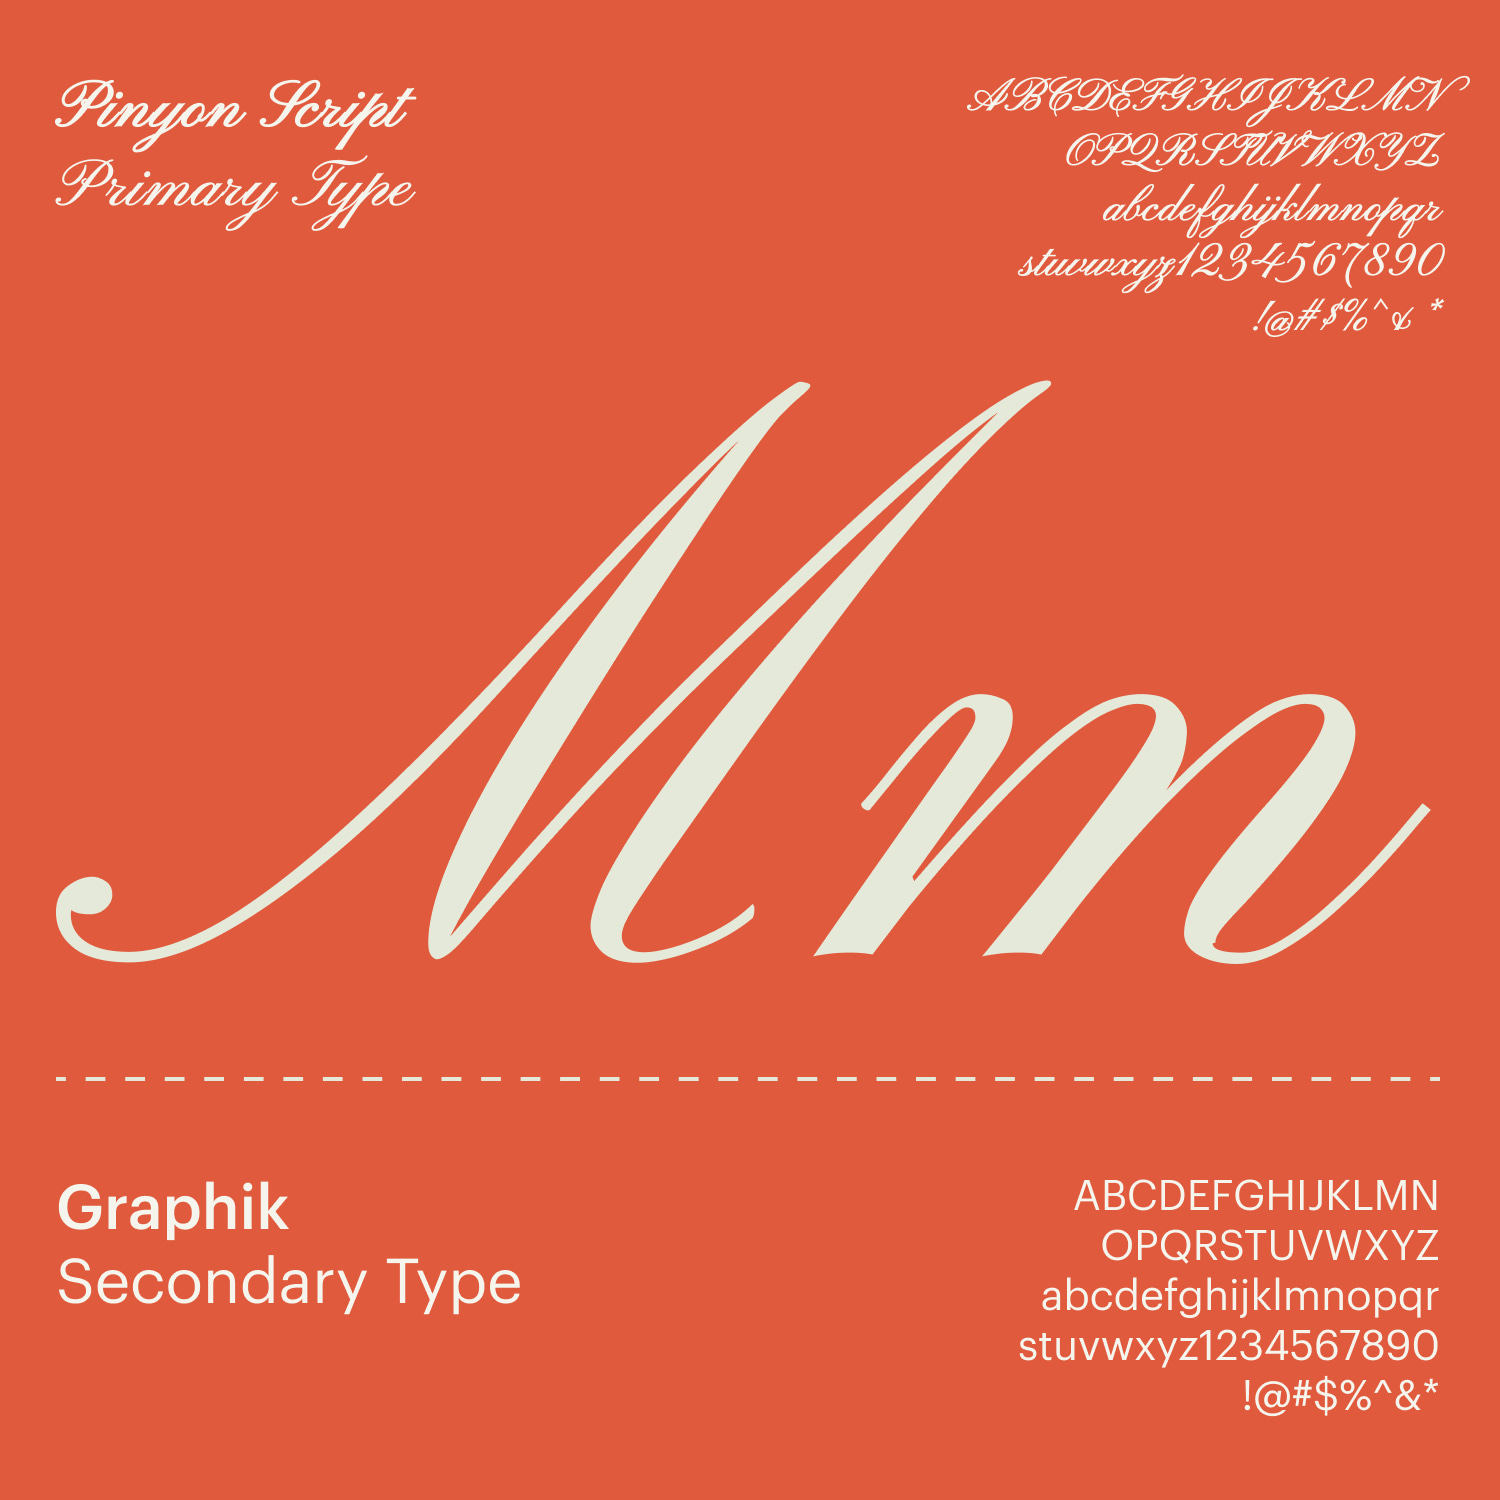 Pinyon Script
Primary Type
ABCDEFGHIJKLMN
OPQRSTUVWXYZ
abcdefghijklmnopqr
stuvwxyz1234567890
!@#$%^& *
Mm
Graphik
Secondary Type
ABCDEFGHIJKLMN
OPQRSTUVWXYZ
abcdefghijklmnopqr
stuvwxyz1234567890
!@#$%^&*